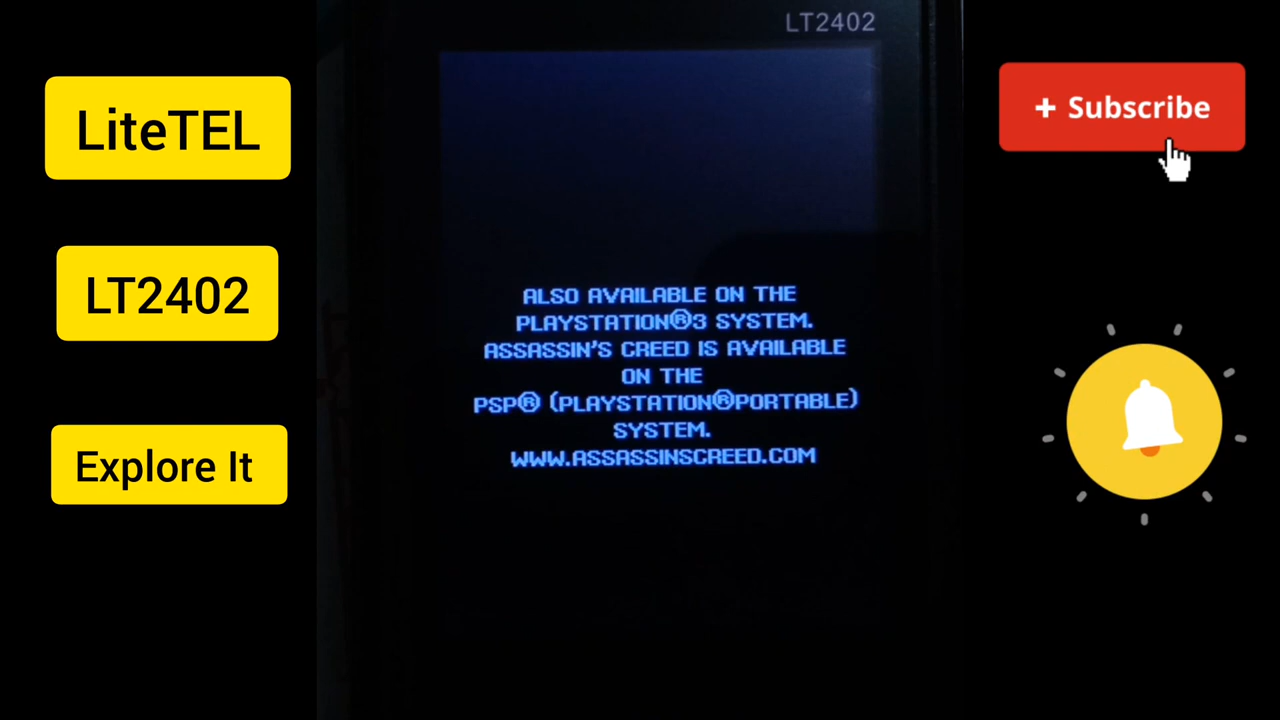 LiteTEL
LT2402
Explore It
LT2402
ALSO AVAILABLE ON THE
PLAYSTATION®3 SYSTEM.
ASSASSIN'S CREED IS AVAILABLE
ON THE
PSP® (PLAYSTATION®PORTABLE)
SYSTEM.
WWW.ASSASSINSCREED.COM
+ Subscribe